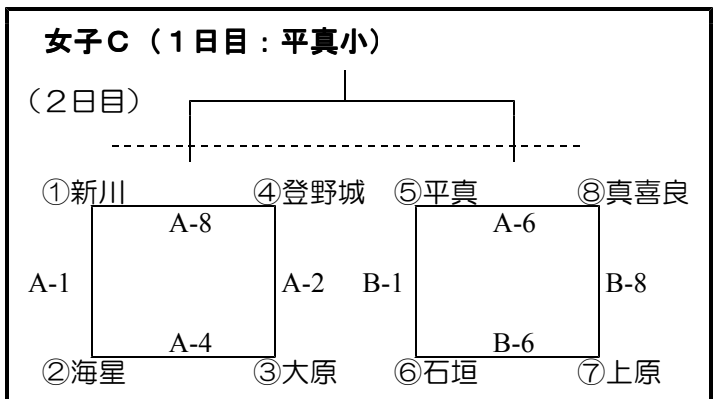 女子C（1日目：平真小）
（2日目）
①新川 ④登野城 ⑤平真 ⑧真喜良
A-8 A-6
A-1 A-2 B-1 B-8
A-4 B-6
②海星 ③大原 ⑥石垣 ⑦上原